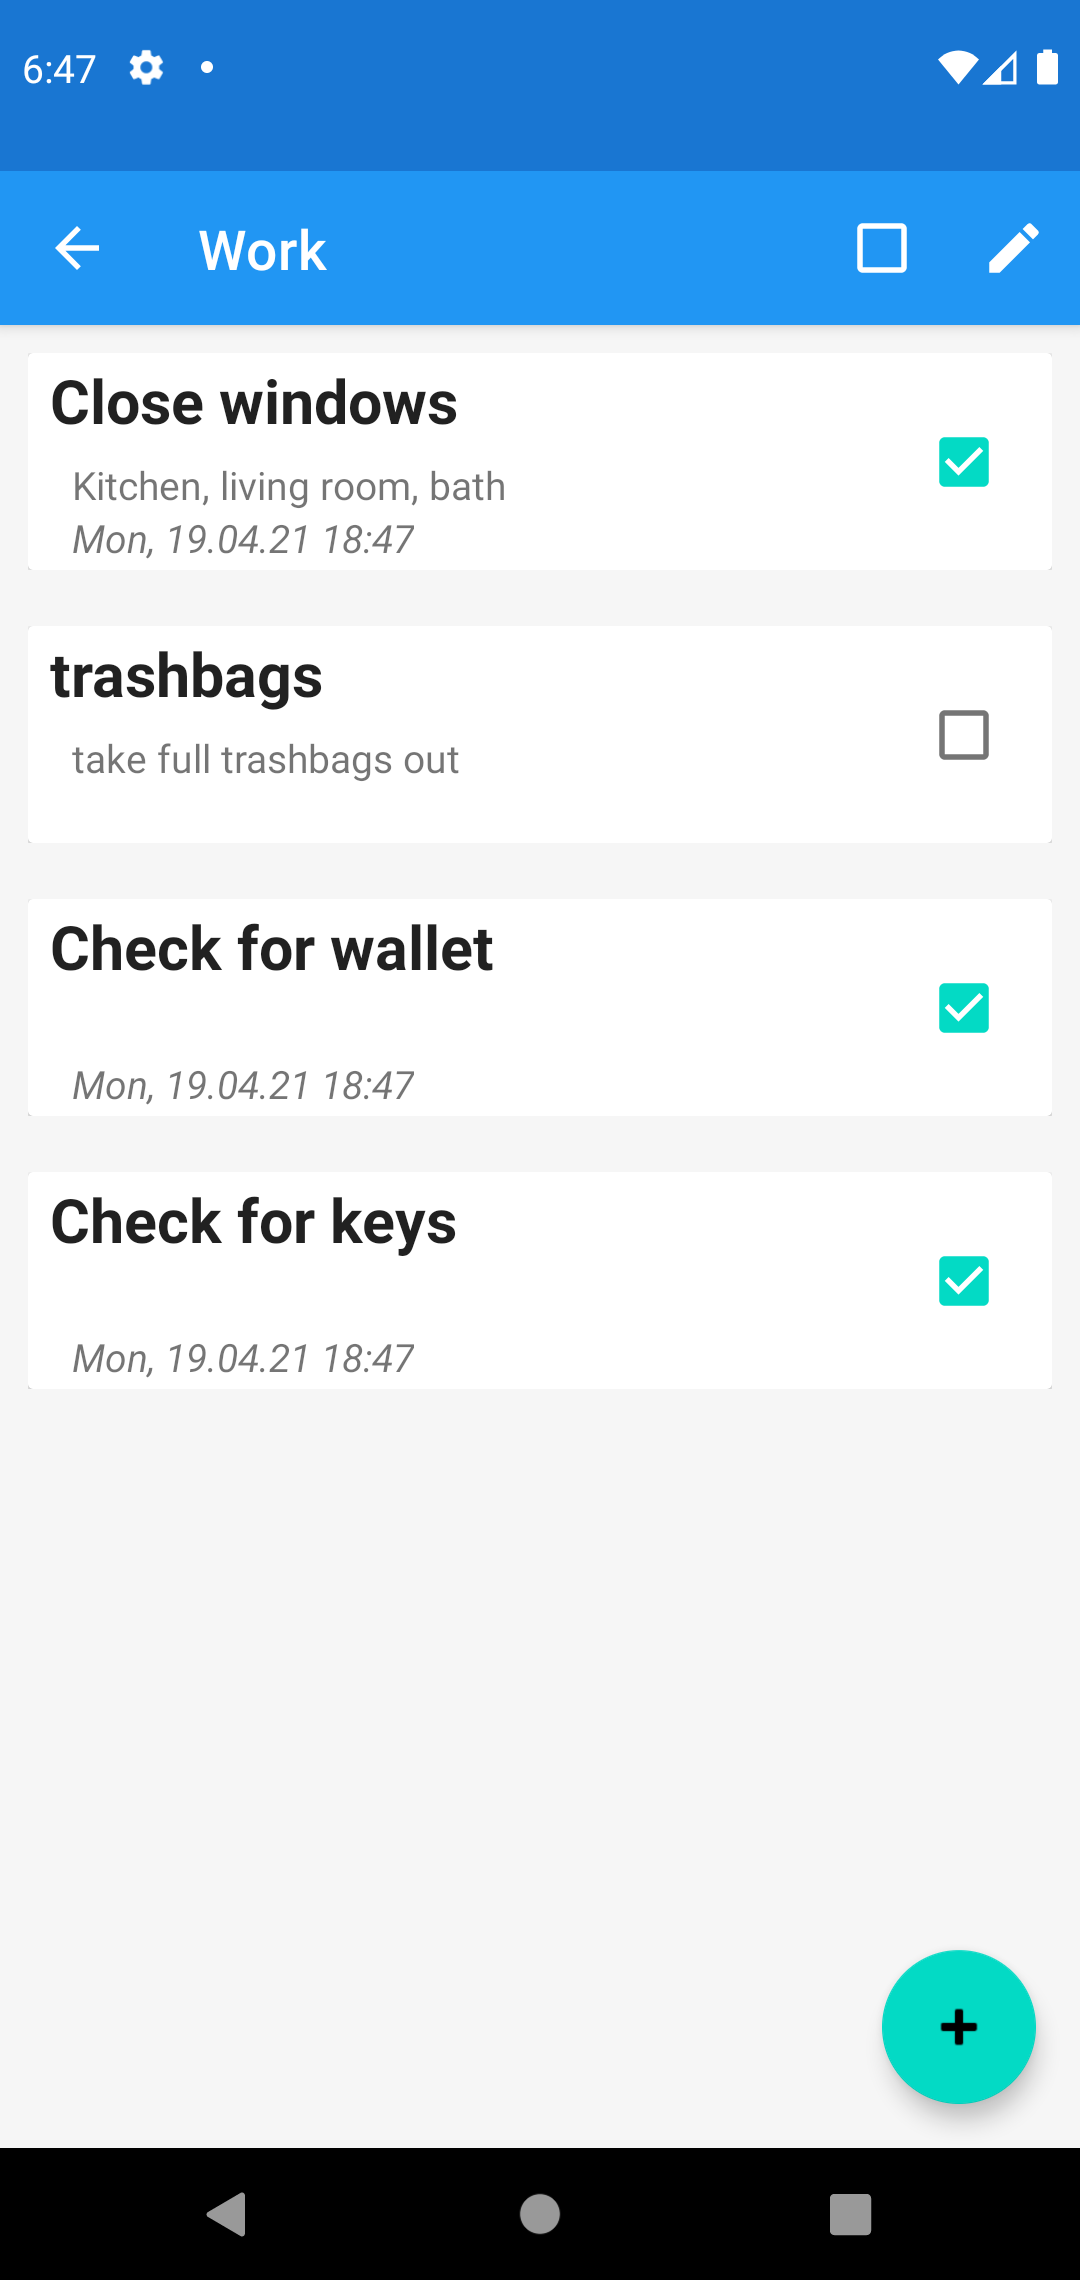 6:47
Work
Close windows
Kitchen, living room, bath
Mon, 19.04.21 18:47
trashbags
take full trashbags out
Check for wallet
Mon, 19.04.21 18:47
Check for keys
Mon, 19.04.21 18:47